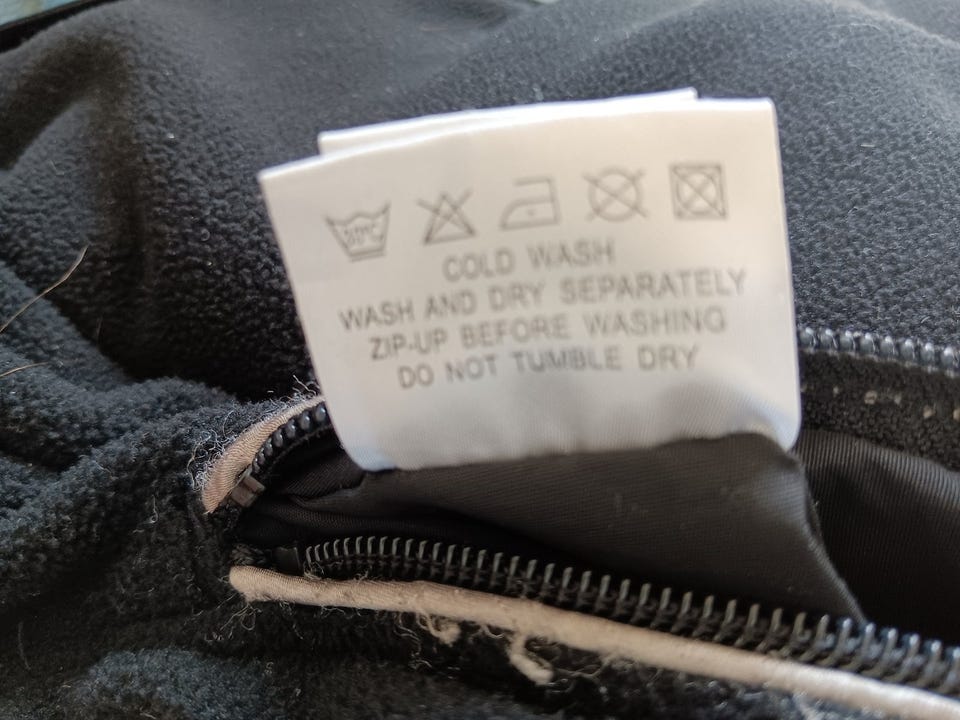 30°C
COLD WASH
WASH AND DRY SEPARATELY
ZIP-UP BEFORE WASHING
DO NOT TUMBLE DRY